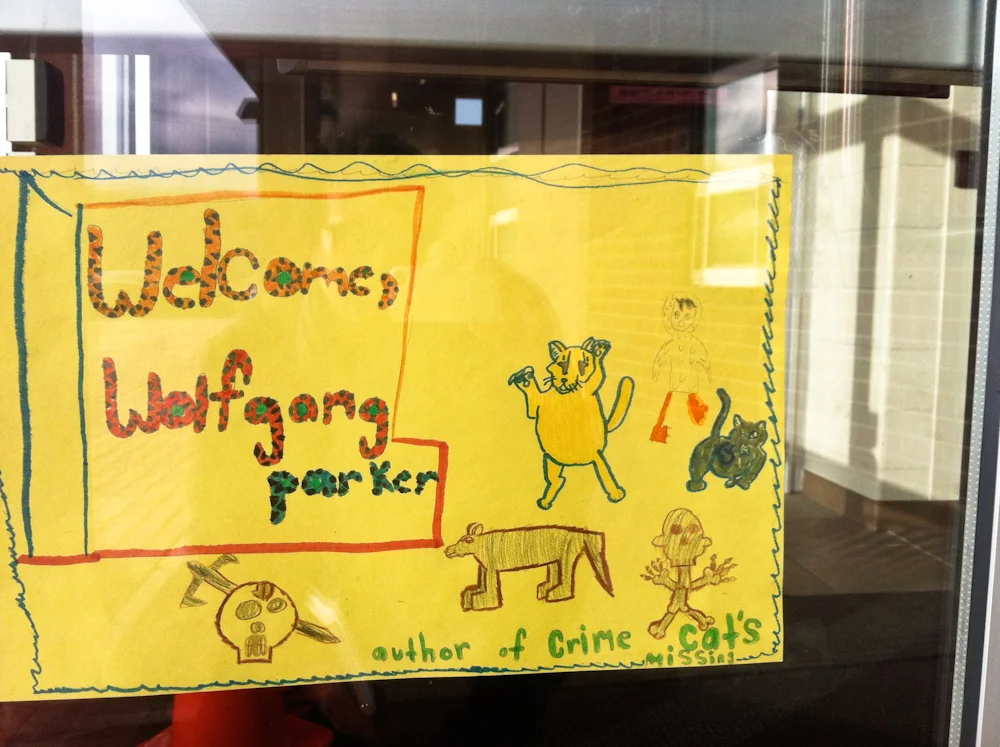 Welcome,
Wolfgang
parker
author of Crime cat's
missing